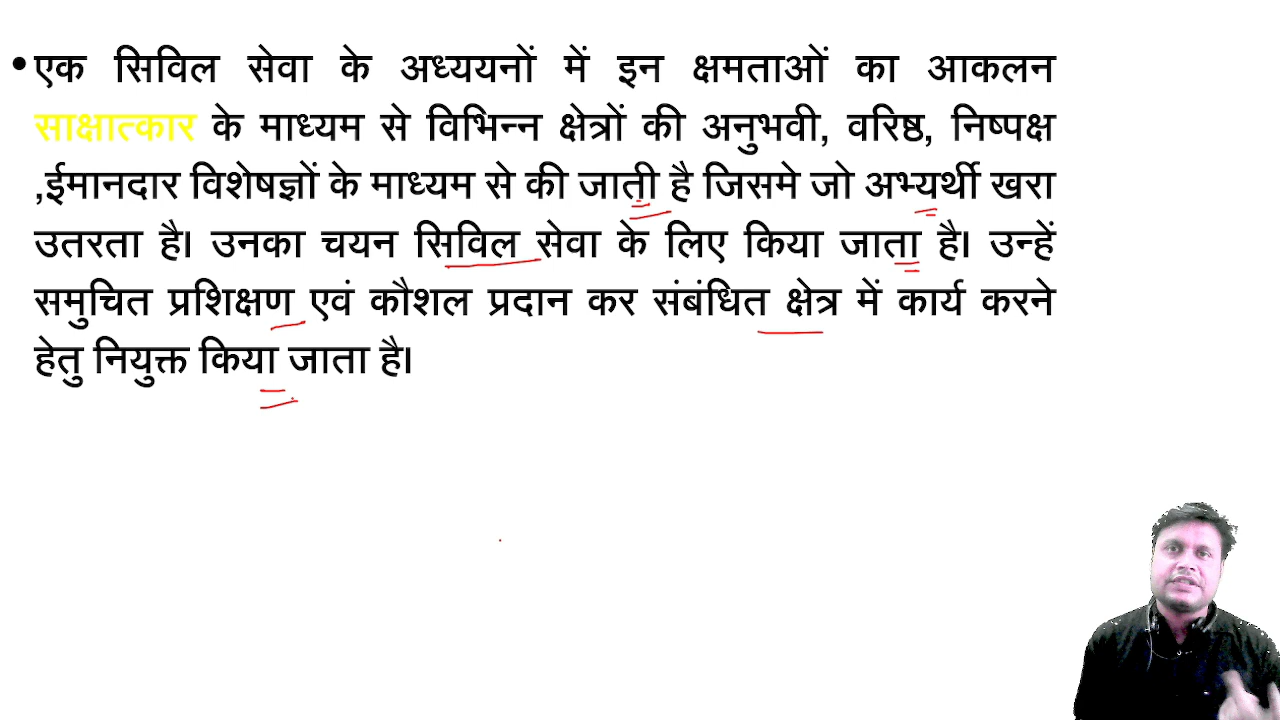 • एक सिविल सेवा के अध्ययनों में इन क्षमताओं का आकलन
साक्षात्कार के माध्यम से विभिन्न क्षेत्रों की अनुभवी, वरिष्ठ, निष्पक्ष
,ईमानदार विशेषज्ञों के माध्यम से की जाती है जिसमे जो अभ्यर्थी खरा
उतरता है। उनका चयन सिविल सेवा के लिए किया जाता है। उन्हें
समुचित प्रशिक्षण एवं कौशल प्रदान कर संबंधित क्षेत्र में कार्य करने
हेतु नियुक्त किया जाता है।